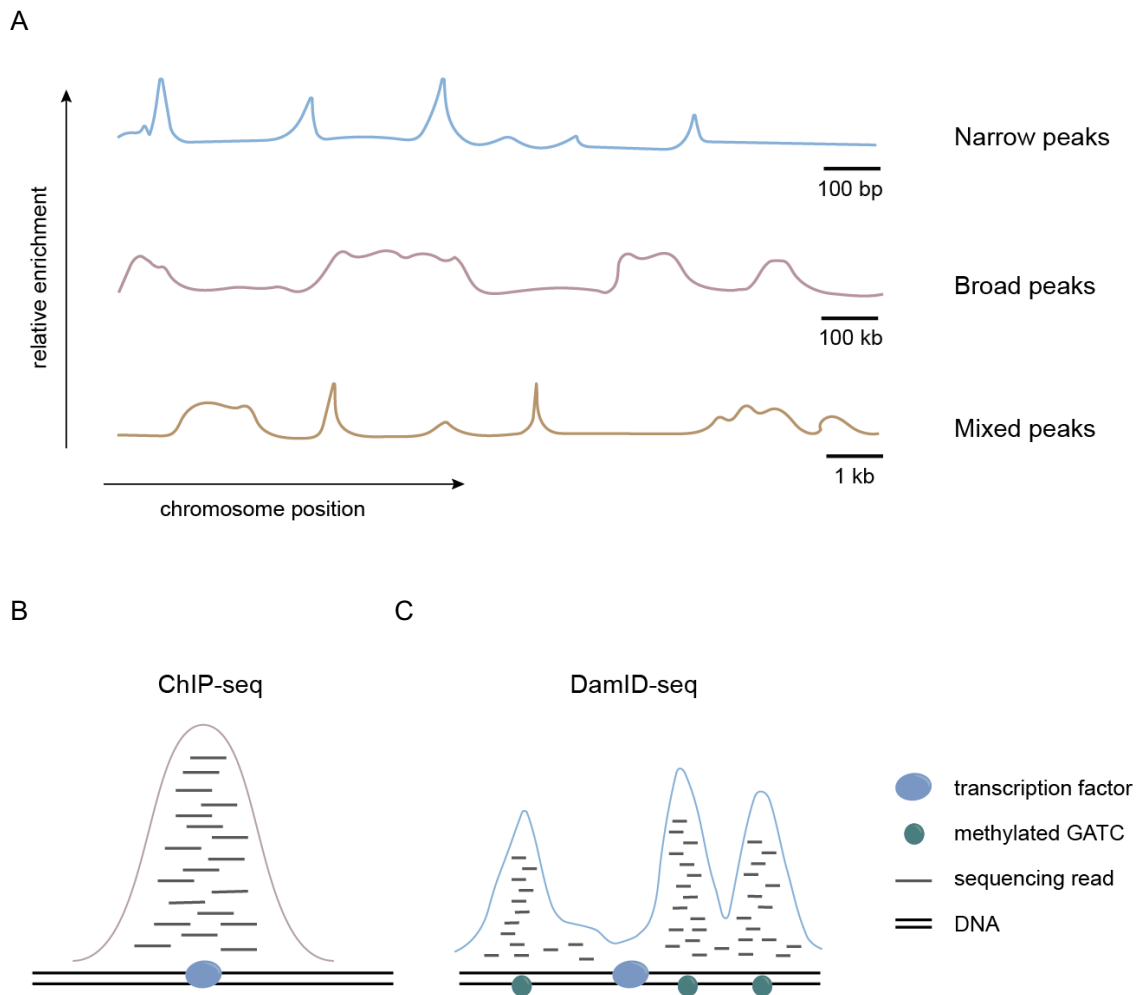 A
relative enrichment
Narrow peaks
100 bp
Broad peaks
100 kb
Mixed peaks
1 kb
chromosome position
B
C
ChIP-seq
DamID-seq
transcription factor
methylated GATC
sequencing read
DNA